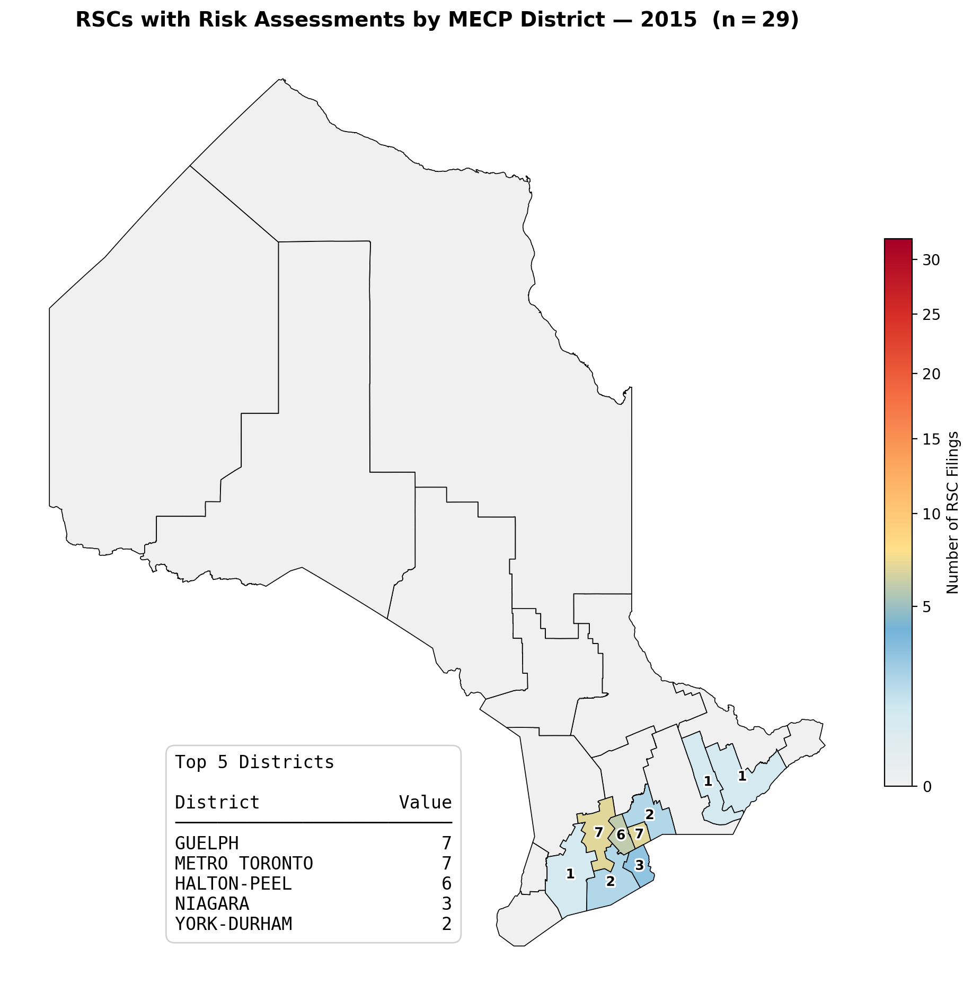 RSCs with Risk Assessments by MECP District — 2015 (n = 29)
30
25
20
15
10
5
0
Number of RSC Filings
1
1
2
7
6
7
3
1
2
Top 5 Districts
District Value
GUELPH 7
METRO TORONTO 7
HALTON-PEEL 6
NIAGARA 3
YORK-DURHAM 2